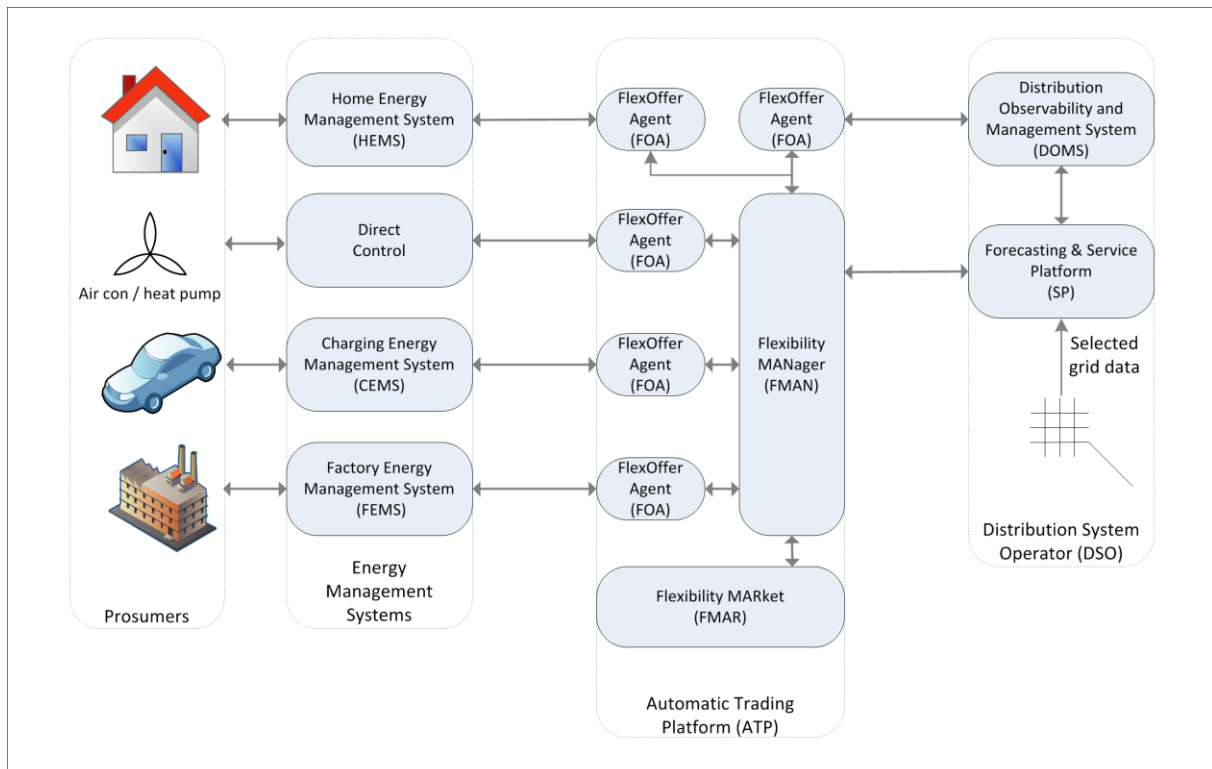 Home Energy
Management System
(HEMS)
FlexOffer
Agent
(FOA)
FlexOffer
Agent
(FOA)
Distribution
Observability and
Management System
(DOMS)
Air con / heat pump
Direct
Control
FlexOffer
Agent
(FOA)
Forecasting & Service
Platform
(SP)
Charging Energy
Management System
(CEMS)
FlexOffer
Agent
(FOA)
Flexibility
MANager
(FMAN)
Selected
grid data
Factory Energy
Management System
(FEMS)
FlexOffer
Agent
(FOA)
Distribution System
Operator (DSO)
Prosumers
Energy
Management
Systems
Flexibility MARket
(FMAR)
Automatic Trading
Platform (ATP)